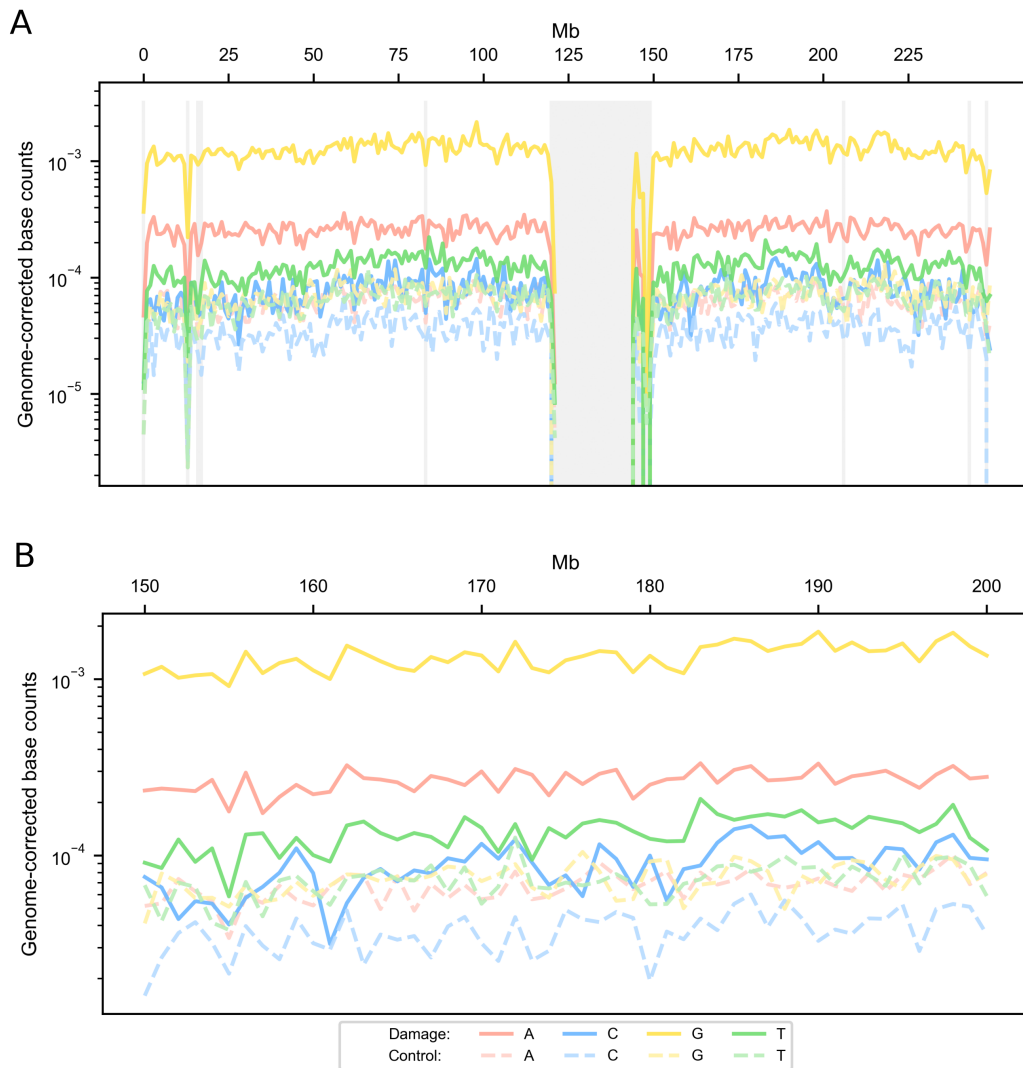 A
Mb
0 25 50 75 100 125 150 175 200 225
Genome-corrected base counts
10⁻³
10⁻⁴
10⁻⁵
B
Mb
150 160 170 180 190 200
Genome-corrected base counts
10⁻³
10⁻⁴
Damage: A C G T
Control: A C G T